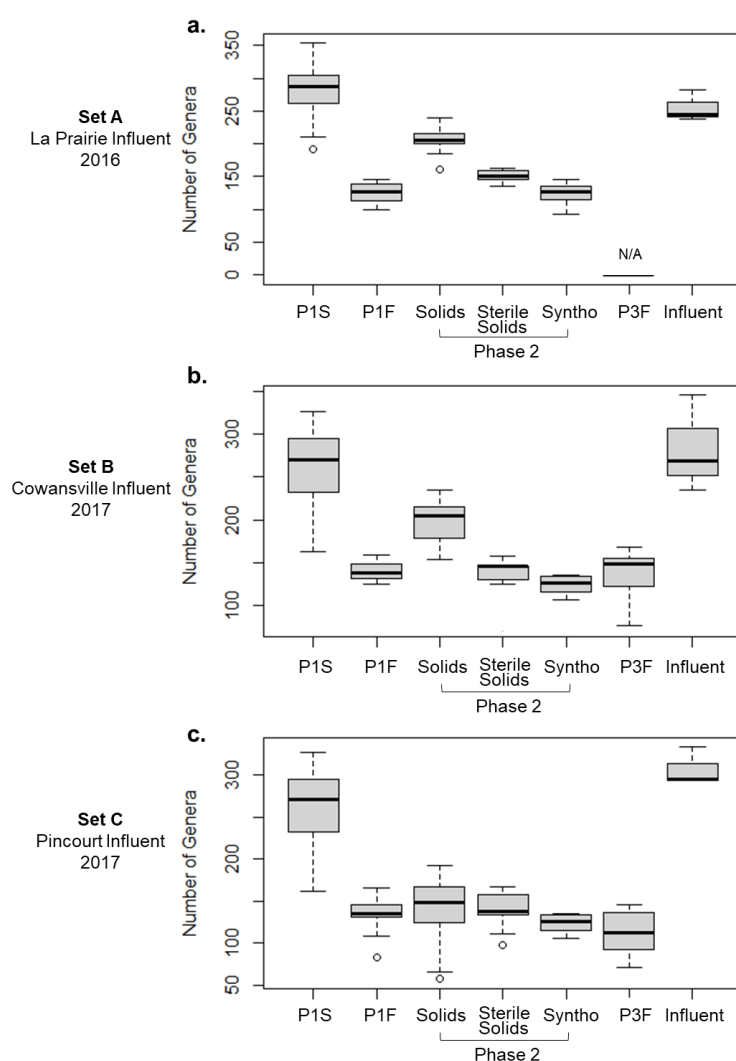 a.
Set A
La Prairie Influent
2016
Number of Genera
350
250
150
50
0
N/A
P1S P1F Solids Sterile Solids Syntho P3F Influent
Phase 2
b.
Set B
Cowansville Influent
2017
Number of Genera
300
200
100
P1S P1F Solids Sterile Solids Syntho P3F Influent
Phase 2
c.
Set C
Pincourt Influent
2017
Number of Genera
300
200
100
50
P1S P1F Solids Sterile Solids Syntho P3F Influent
Phase 2